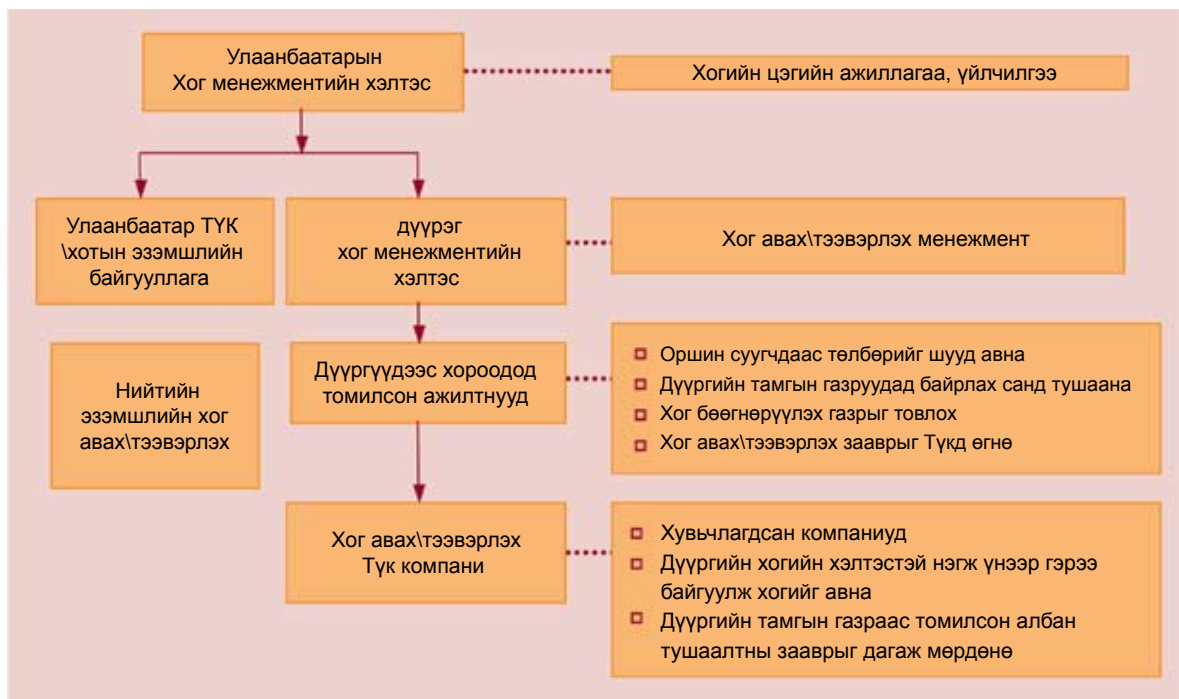 Улаанбаатарын
Хог менежментийн хэлтэс
Хогийн цэгийн ажиллагаа, үйлчилгээ
Улаанбаатар ТҮК
\хотын эзэмшлийн
байгууллага
дүүрэг
хог менежментийн
хэлтэс
Хог авах\тээвэрлэх менежмент
Нийтийн
эзэмшлийн хог
авах\тээвэрлэх
Дүүргүүдээс хороодод
томилсон ажилтнууд
Оршин суугчдаас төлбөрийг шууд авна
Дүүргийн тамгын газруудад байрлах санд тушаана
Хог бөөгнөрүүлэх газрыг товлох
Хог авах\тээвэрлэх зааврыг Түкд өгнө
Хог авах\тээвэрлэх
Түк компани
Хувьчлагдсан компаниуд
Дүүргийн хогийн хэлтэстэй нэгж үнээр гэрээ
байгуулж хогийг авна
Дүүргийн тамгын газраас томилсон албан
тушаалтны зааврыг дагаж мөрдөнө